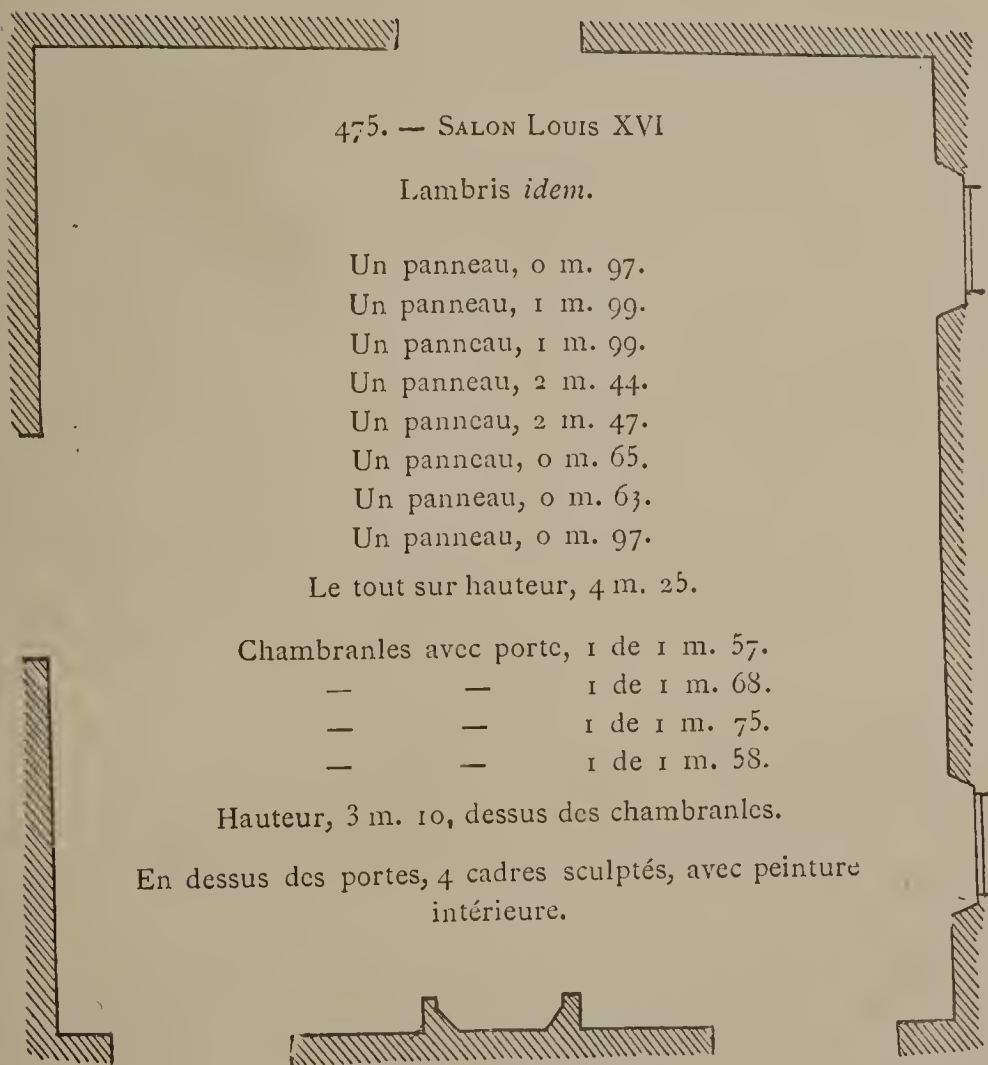 475. — Salon Louis XVI
Lambris idem.
Un panneau, 0 m. 97.
Un panneau, 1 m. 99.
Un panneau, 1 m. 99.
Un panneau, 2 m. 44.
Un panneau, 2 m. 47.
Un panneau, 0 m. 65.
Un panneau, 0 m. 63.
Un panneau, 0 m. 97.
Le tout sur hauteur, 4 m. 25.
Chambranles avec porte, 1 de 1 m. 57.
— — 1 de 1 m. 68.
— — 1 de 1 m. 75.
— — 1 de 1 m. 58.
Hauteur, 3 m. 10, dessus des chambranles.
En dessus des portes, 4 cadres sculptés, avec peinture
intérieure.